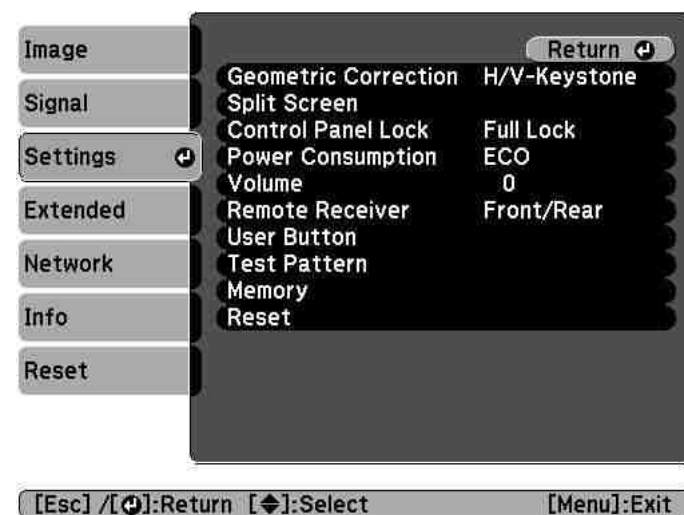 Image
Signal
Settings
Extended
Network
Info
Reset
Return
Geometric Correction H/V-Keystone
Split Screen
Control Panel Lock Full Lock
Power Consumption ECO
Volume 0
Remote Receiver Front/Rear
User Button
Test Pattern
Memory
Reset
[Esc] /[⏎]:Return [◆]:Select [Menu]:Exit